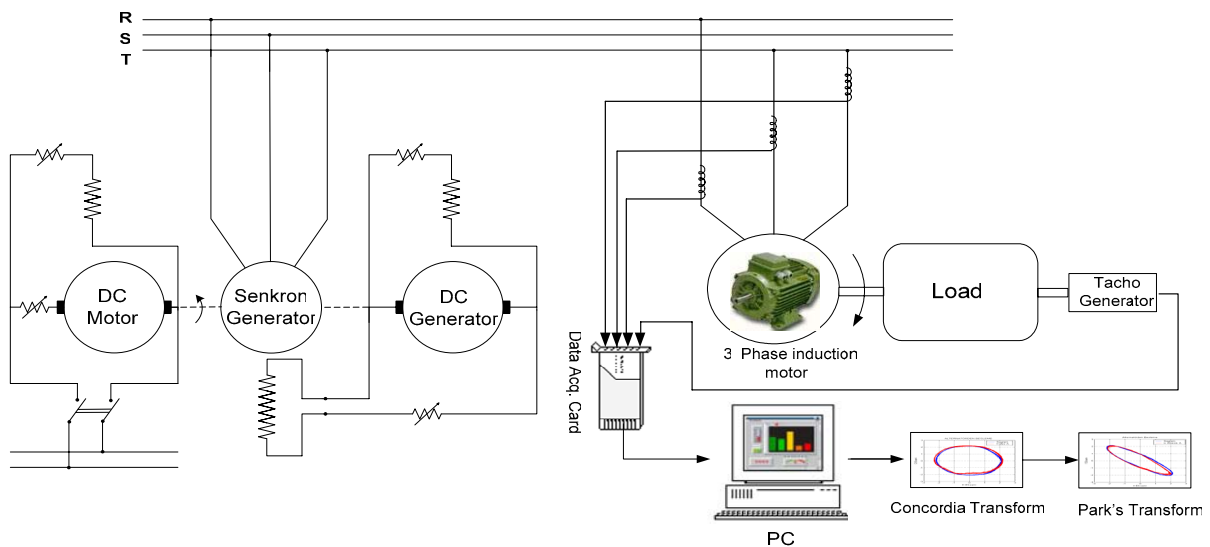 R
S
T
DC
Motor
Senkron
Generator
DC
Generator
3 Phase induction
motor
Load
Tacho
Generator
Data Acq. Card
PC
Concordia Transform
Park's Transform